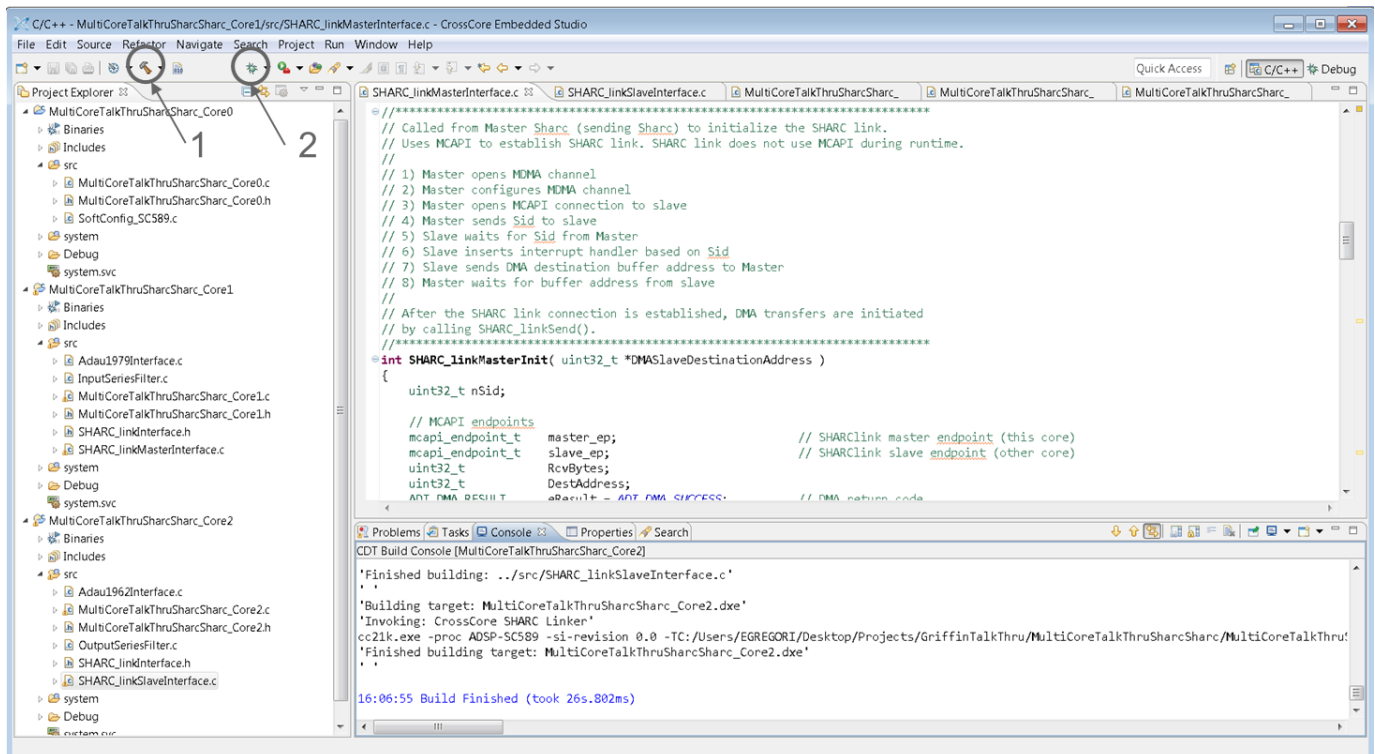 C/C++ - MultiCoreTalkThruSharcSharc_Core1/src/SHARC_linkMasterInterface.c - CrossCore Embedded Studio
File Edit Source Refactor Navigate Search Project Run Window Help
Quick Access
C/C++
Debug
1
2
Project Explorer
MultiCoreTalkThruSharcSharc_Core0
Binaries
Includes
src
MultiCoreTalkThruSharcSharc_Core0.c
MultiCoreTalkThruSharcSharc_Core0.h
SoftConfig_SC589.c
system
Debug
system.svc
MultiCoreTalkThruSharcSharc_Core1
Binaries
Includes
src
Adau1979Interface.c
InputSeriesFilter.c
MultiCoreTalkThruSharcSharc_Core1.c
MultiCoreTalkThruSharcSharc_Core1.h
SHARC_linkInterface.h
SHARC_linkMasterInterface.c
system
Debug
system.svc
MultiCoreTalkThruSharcSharc_Core2
Binaries
Includes
src
Adau1962Interface.c
MultiCoreTalkThruSharcSharc_Core2.c
MultiCoreTalkThruSharcSharc_Core2.h
OutputSeriesFilter.c
SHARC_linkInterface.h
SHARC_linkSlaveInterface.c
system
Debug
system.svc
SHARC_linkMasterInterface.c
SHARC_linkSlaveInterface.c
MultiCoreTalkThruSharcSharc_
MultiCoreTalkThruSharcSharc_
MultiCoreTalkThruSharcSharc_
//*****************************************************************************
// Called from Master Sharc (sending Sharc) to initialize the SHARC link.
// Uses MCAPI to establish SHARC link. SHARC link does not use MCAPI during runtime.
//
// 1) Master opens MDMA channel
// 2) Master configures MDMA channel
// 3) Master opens MCAPI connection to slave
// 4) Master sends Sid to slave
// 5) Slave waits for Sid from Master
// 6) Slave inserts interrupt handler based on Sid
// 7) Slave sends DMA destination buffer address to Master
// 8) Master waits for buffer address from slave
//
// After the SHARC link connection is established, DMA transfers are initiated
// by calling SHARC_linkSend().
//*****************************************************************************
int SHARC_linkMasterInit( uint32_t *DMASlaveDestinationAddress )
{
uint32_t nSid;
// MCAPI endpoints
mcapi_endpoint_t master_ep; // SHARClink master endpoint (this core)
mcapi_endpoint_t slave_ep; // SHARClink slave endpoint (other core)
uint32_t RcvBytes;
uint32_t DestAddress;
ADI_DMA_RESULT eResult = ADI_DMA_SUCCESS; // DMA return code
Problems Tasks Console Properties Search
CDT Build Console [MultiCoreTalkThruSharcSharc_Core2]
'Finished building: ../src/SHARC_linkSlaveInterface.c'
' '
'Building target: MultiCoreTalkThruSharcSharc_Core2.dxe'
'Invoking: CrossCore SHARC Linker'
cc21k.exe -proc ADSP-SC589 -si-revision 0.0 -TC:/Users/EGREGORI/Desktop/Projects/GriffinTalkThru/MultiCoreTalkThruSharcSharc/MultiCoreTalkThru
'Finished building target: MultiCoreTalkThruSharcSharc_Core2.dxe'
' '
16:06:55 Build Finished (took 26s.802ms)